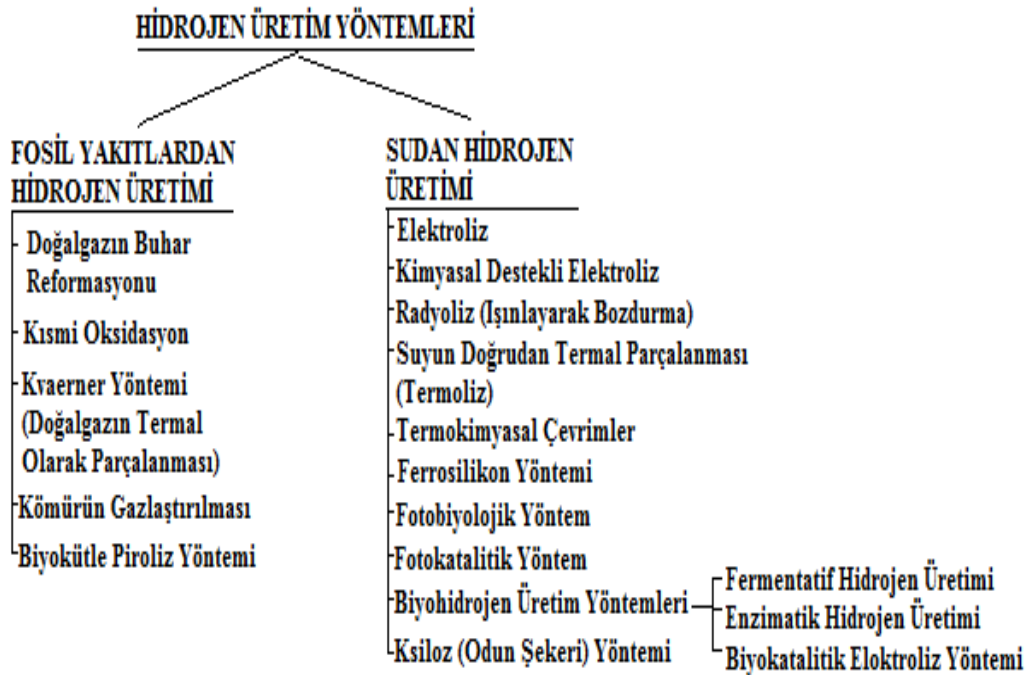 HİDROJEN ÜRETİM YÖNTEMLERİ
FOSİL YAKITLARDAN
HİDROJEN ÜRETİMİ
Doğalgazın Buhar
Reformasyonu
Kısmi Oksidasyon
Kvaerner Yöntemi
(Doğalgazın Termal
Olarak Parçalanması)
Kömürün Gazlaştırılması
Biyokütle Piroliz Yöntemi
SUDAN HİDROJEN
ÜRETİMİ
Elektroliz
Kimyasal Destekli Elektroliz
Radyoliz (Işınlayarak Bozdurma)
Suyun Doğrudan Termal Parçalanması
(Termoliz)
Termokimyasal Çevrimler
Ferrosilikon Yöntemi
Fotobiyolojik Yöntem
Fotokatalitik Yöntem
Biyohidrojen Üretim Yöntemleri
Ksiloz (Odun Şekeri) Yöntemi
Fermentatif Hidrojen Üretimi
Enzimatik Hidrojen Üretimi
Biyokatalitik Eloktroliz Yöntemi